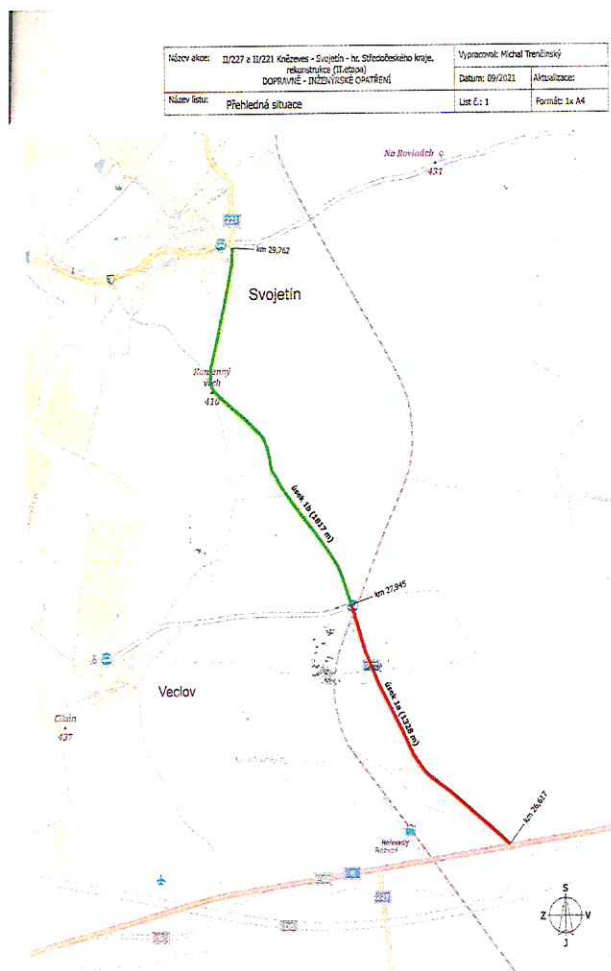 Název akce: II/227 a II/221 Kněževes - Svojetín - hr. Středočeského kraje,
rekonstrukce (II.etapa)
DOPRAVNĚ - INŽENÝRSKÉ OPATŘENÍ
Vypracoval: Michal Trenčinský
Datum: 09/2021
Aktualizace:
Název listu: Přehledná situace
List č.: 1
Formát: 1x A4
Na Rovinách
431
km 29,762
Svojetín
Kamenný
vrch
410
úsek 1b (1817 m)
km 27,945
Veclov
Cikán
437
úsek 1a (1328 m)
km 26,617
S
Z
V
J